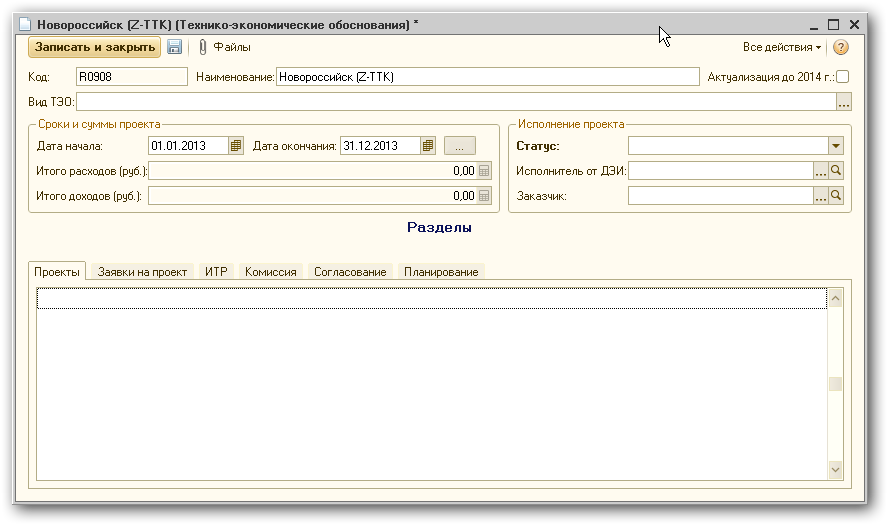 Новороссийск (Z-TTK) (Технико-экономические обоснования) *
Записать и закрыть Файлы Все действия ?
Код: R0908 Наименование: Новороссийск (Z-TTK) Актуализация до 2014 г.:
Вид ТЭО: ...
Сроки и суммы проекта Исполнение проекта
Дата начала: 01.01.2013 Дата окончания: 31.12.2013 ... Статус:
Итого расходов (руб.): 0,00 Исполнитель от ДЭИ: ...
Итого доходов (руб.): 0,00 Заказчик: ...
Разделы
Проекты Заявки на проект ИТР Комиссия Согласование Планирование